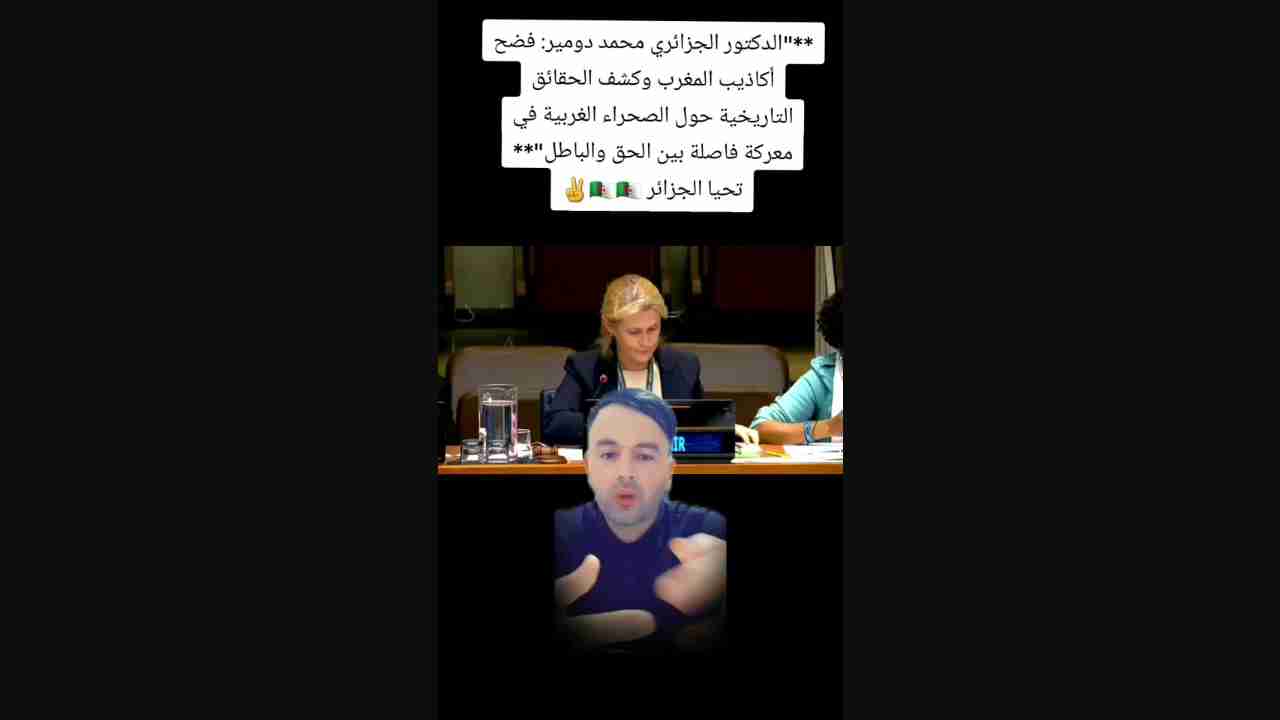 **"الدكتور الجزائري محمد دومير: فضح
أكاذيب المغرب وكشف الحقائق
التاريخية حول الصحراء الغربية في
معركة فاصلة بين الحق والباطل"**
تحيا الجزائر 🇩🇿🇩🇿✌️